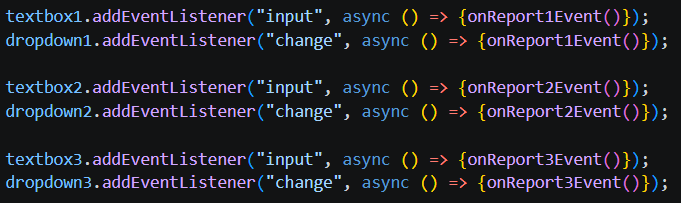 textbox1.addEventListener("input", async () => {onReport1Event()});
dropdown1.addEventListener("change", async () => {onReport1Event()});
textbox2.addEventListener("input", async () => {onReport2Event()});
dropdown2.addEventListener("change", async () => {onReport2Event()});
textbox3.addEventListener("input", async () => {onReport3Event()});
dropdown3.addEventListener("change", async () => {onReport3Event()});